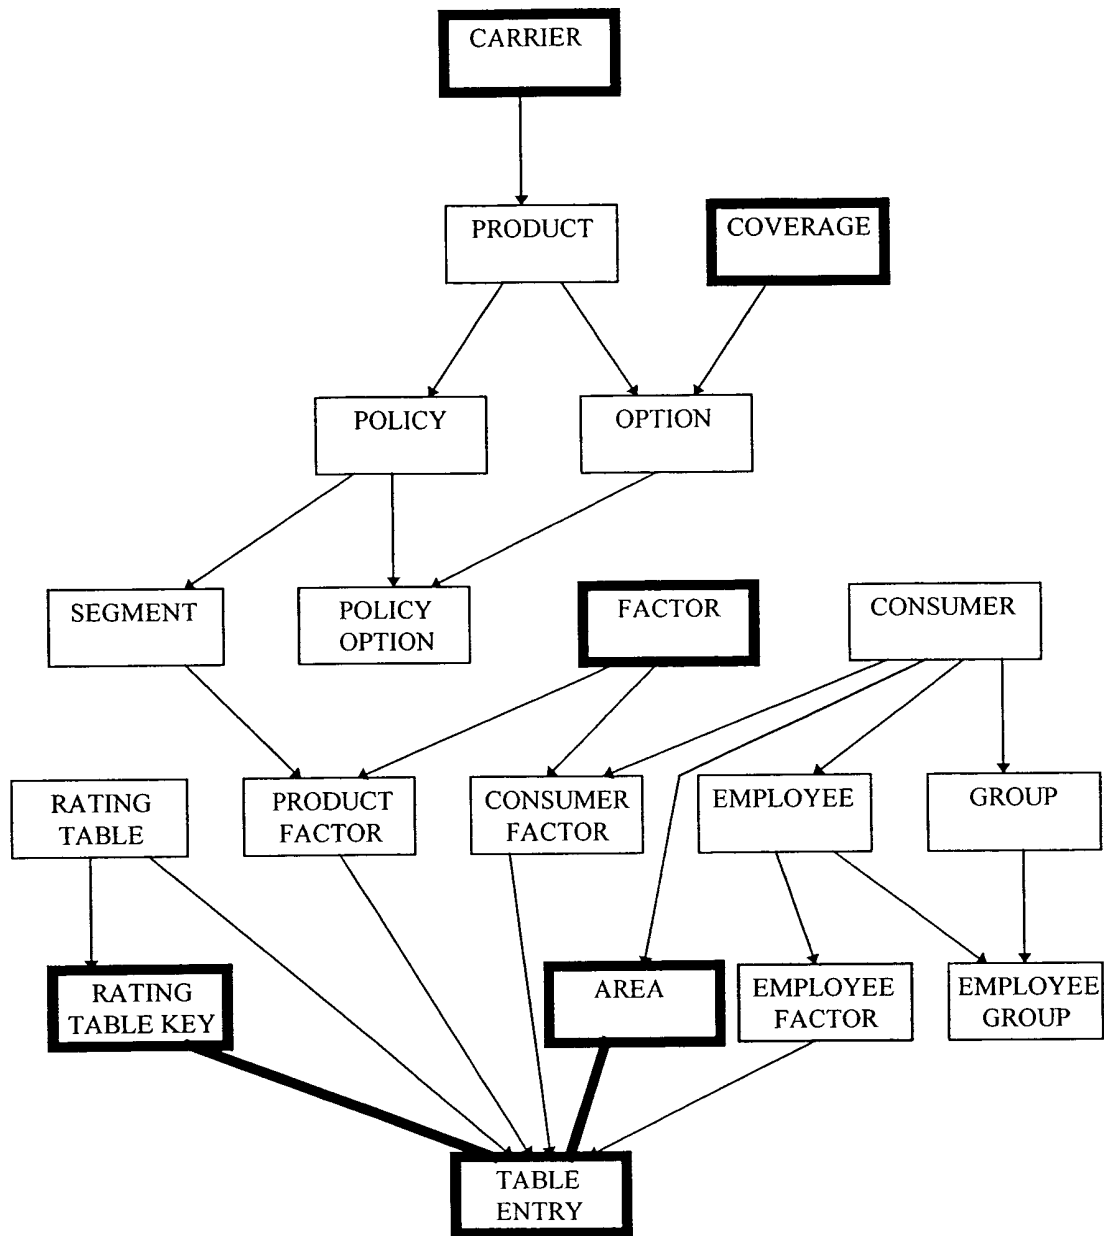 CARRIER
PRODUCT
COVERAGE
POLICY
OPTION
SEGMENT
POLICY
OPTION
FACTOR
CONSUMER
RATING
TABLE
PRODUCT
FACTOR
CONSUMER
FACTOR
EMPLOYEE
GROUP
RATING
TABLE KEY
AREA
EMPLOYEE
FACTOR
EMPLOYEE
GROUP
TABLE
ENTRY